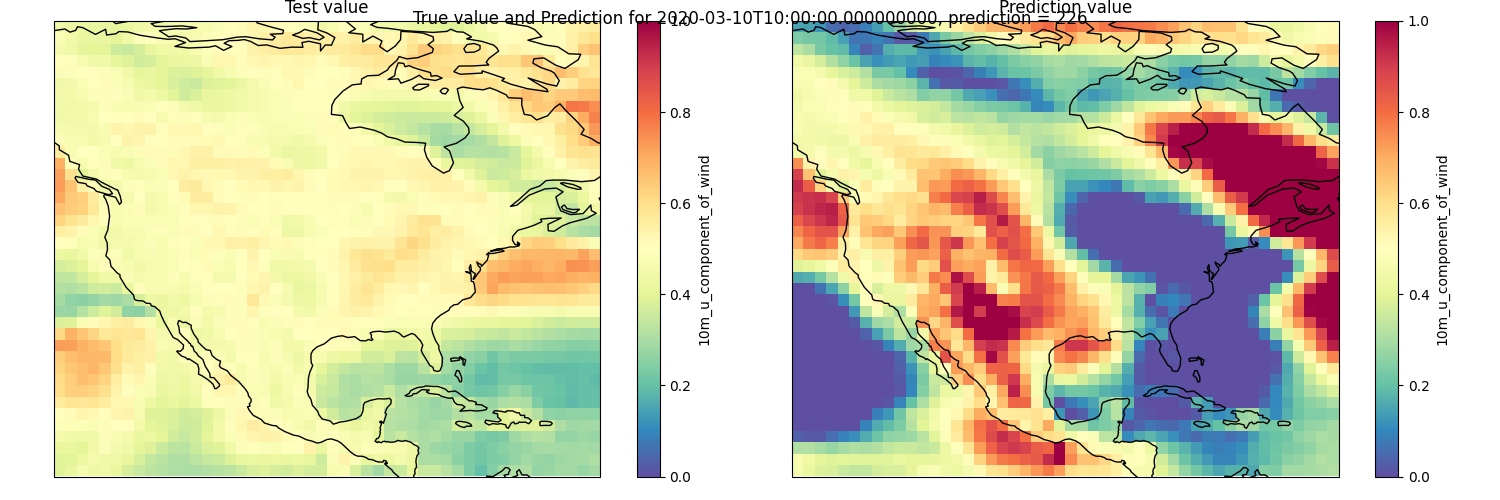 Test value
Prediction value
True value and Prediction for 2020-03-10T10:00:00.000000000, prediction = 226
1.0
0.8
0.6
0.4
0.2
0.0
10m_u_component_of_wind
1.0
0.8
0.6
0.4
0.2
0.0
10m_u_component_of_wind